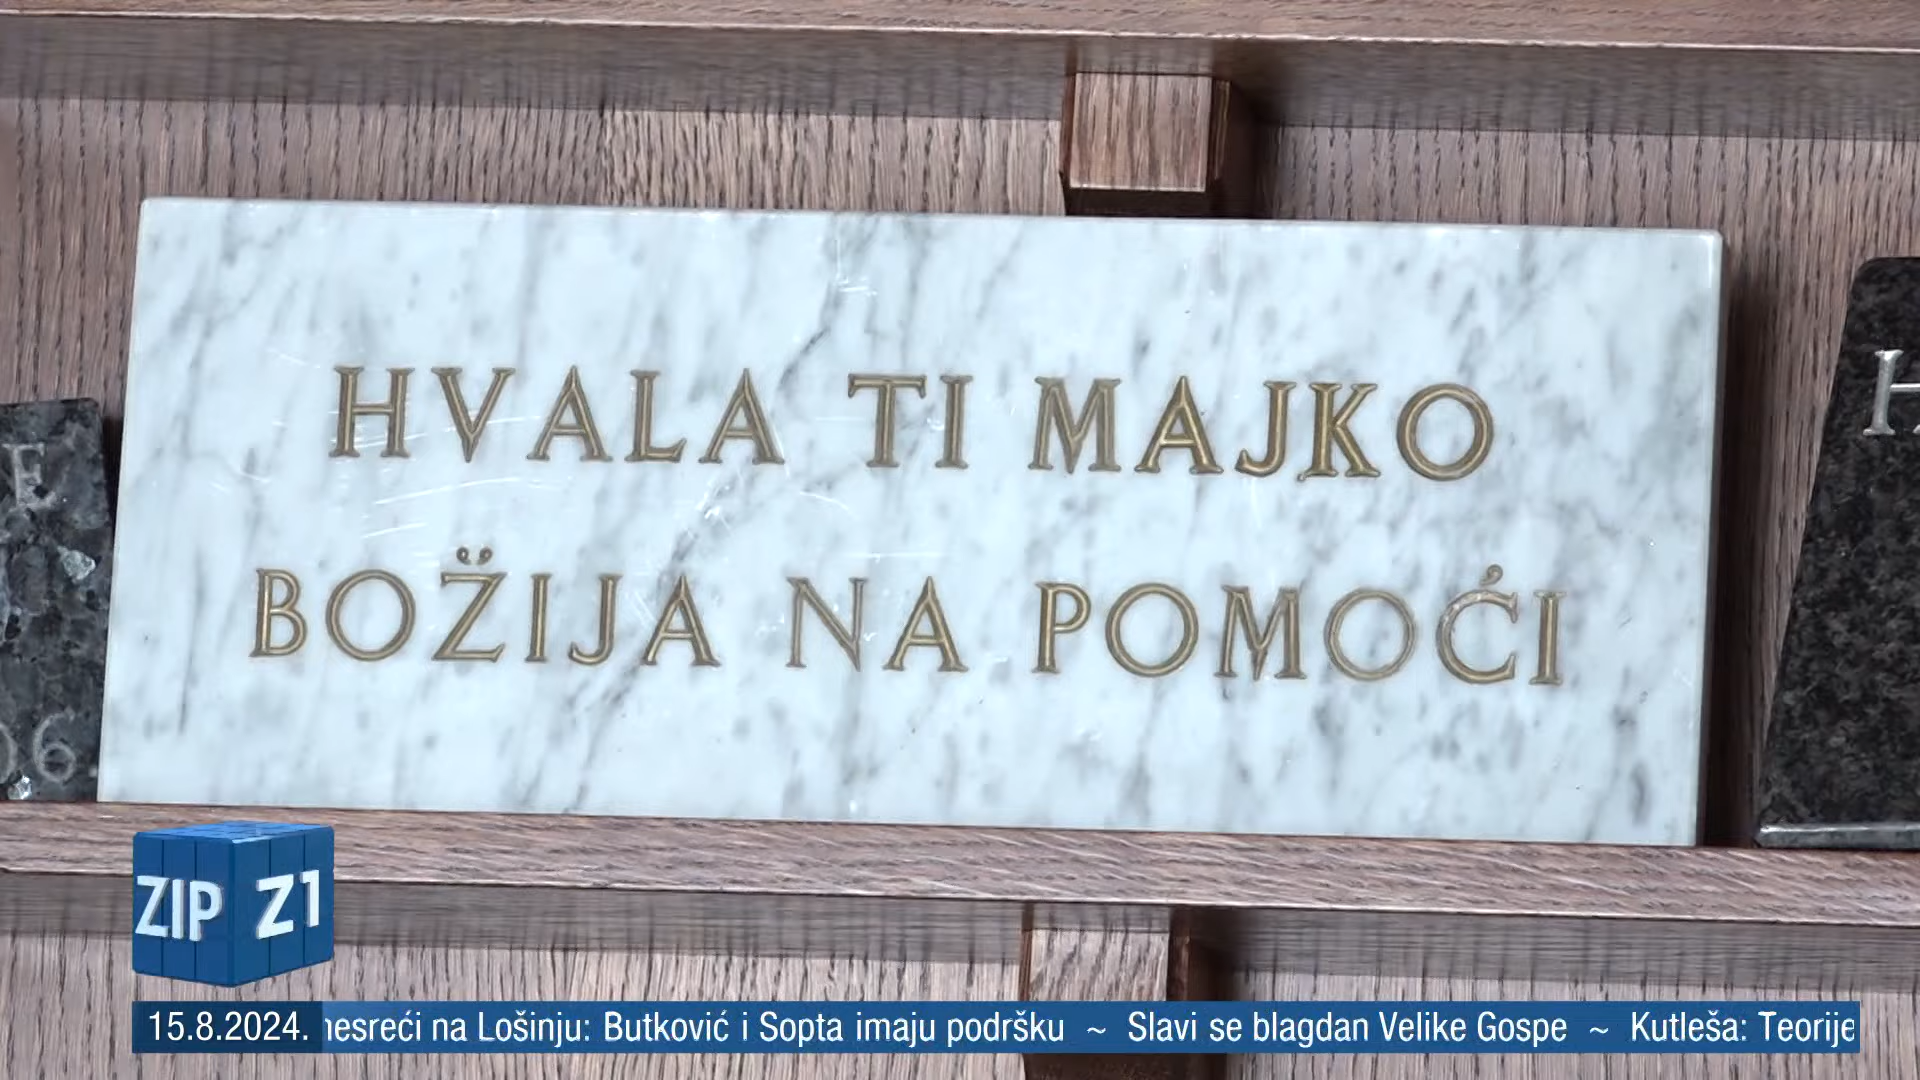 HVALA TI MAJKO
BOŽIJA NA POMOĆI
E
06.
ZIP Z1
15.8.2024. nesreći na Lošinju: Butković i Sopta imaju podršku ~ Slavi se blagdan Velike Gospe ~ Kutleša: Teorije